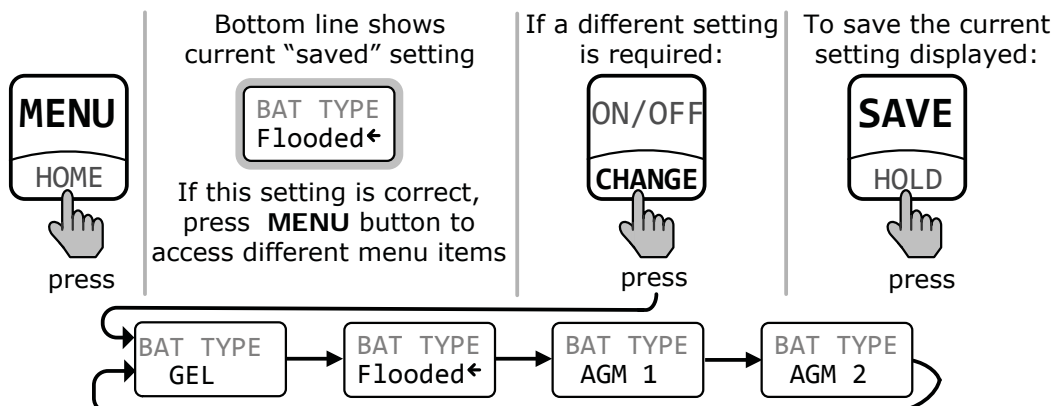 MENU
HOME
press
Bottom line shows
current “saved” setting
BAT TYPE
Flooded←
If this setting is correct,
press MENU button to
access different menu items
If a different setting
is required:
ON/OFF
CHANGE
press
To save the current
setting displayed:
SAVE
HOLD
press
BAT TYPE
GEL
BAT TYPE
Flooded←
BAT TYPE
AGM 1
BAT TYPE
AGM 2